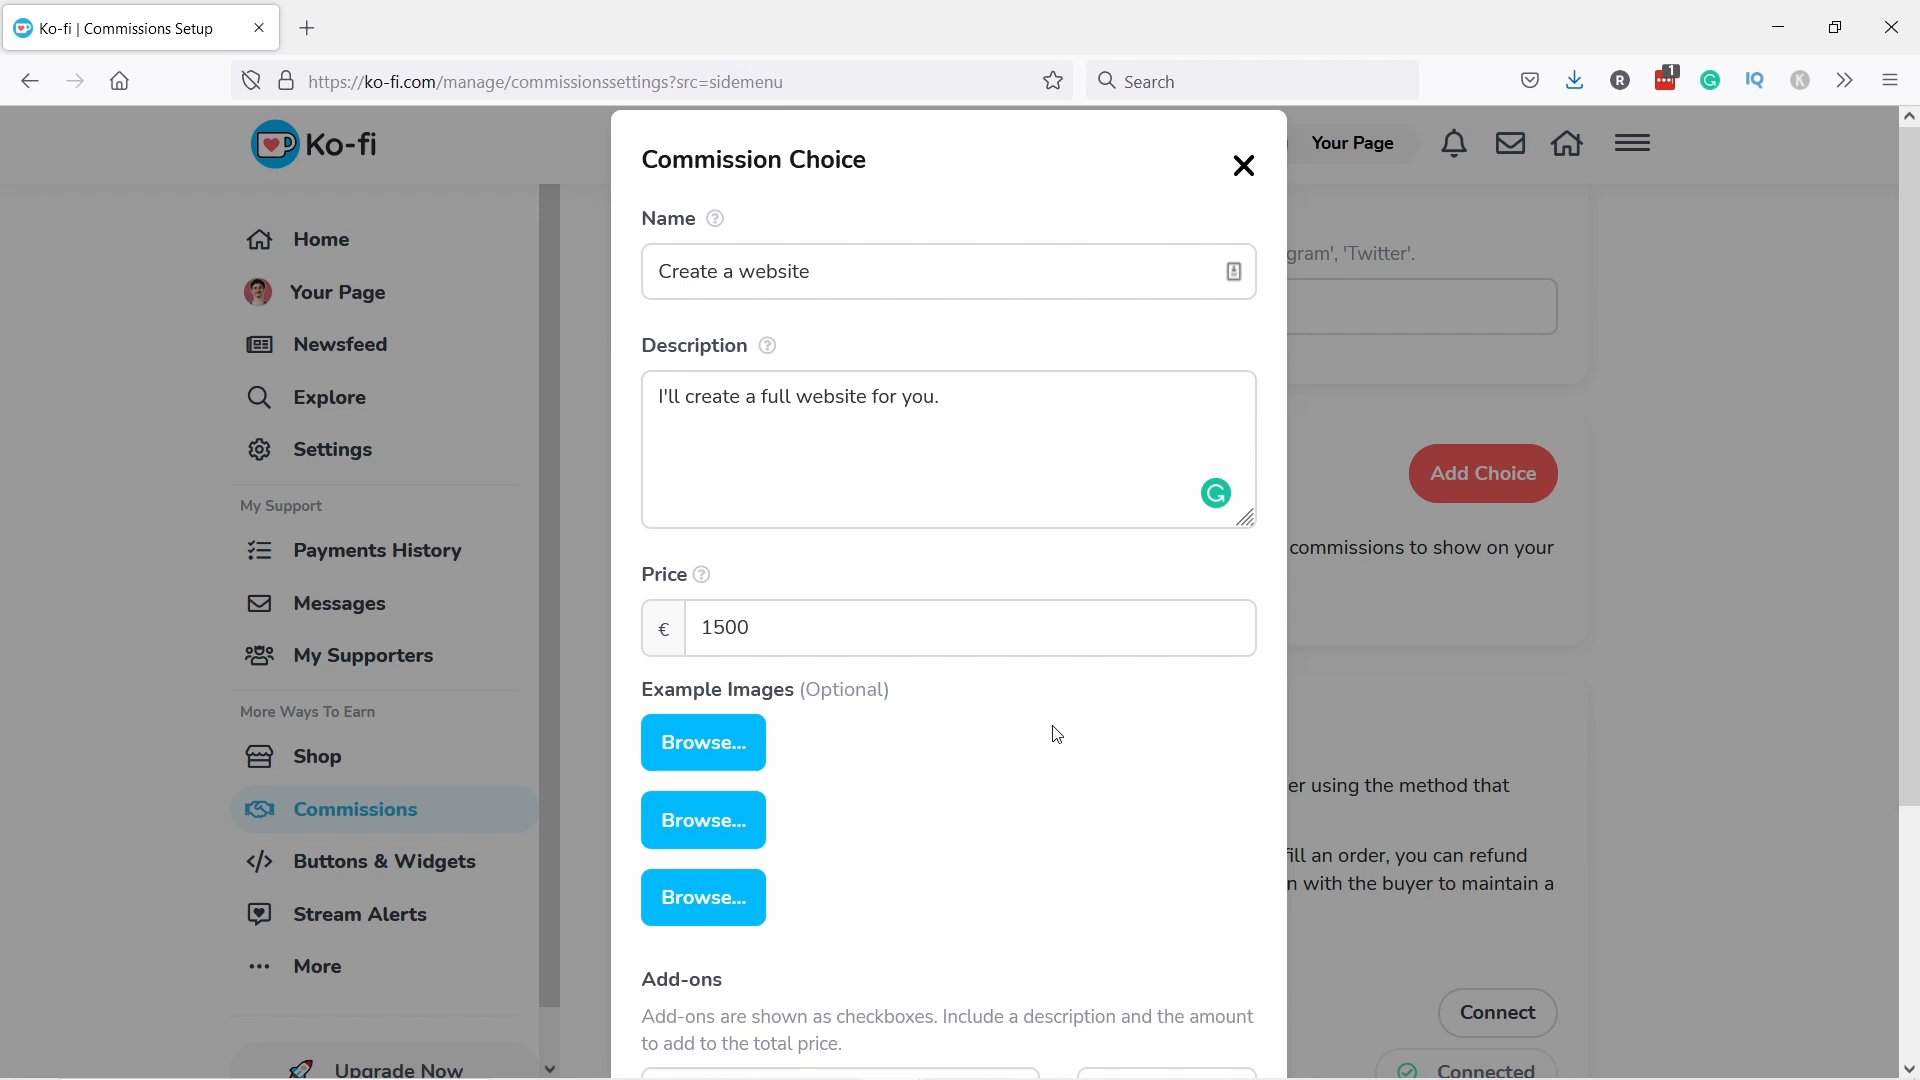 Ko-fi | Commissions Setup
https://ko-fi.com/manage/commissionssettings?src=sidemenu
Search
R
1
IQ
K
Ko-fi
Your Page
Home
Your Page
Newsfeed
Explore
Settings
My Support
Payments History
Messages
My Supporters
More Ways To Earn
Shop
Commissions
Buttons & Widgets
Stream Alerts
More
Upgrade Now
Commission Choice
Name
Create a website
Description
I'll create a full website for you.
Price
€ 1500
Example Images (Optional)
Browse...
Browse...
Browse...
Add-ons
Add-ons are shown as checkboxes. Include a description and the amount
to add to the total price.
'Twitter'.
Add Choice
commissions to show on your
using the method that
an order, you can refund
with the buyer to maintain a
Connect
Connected